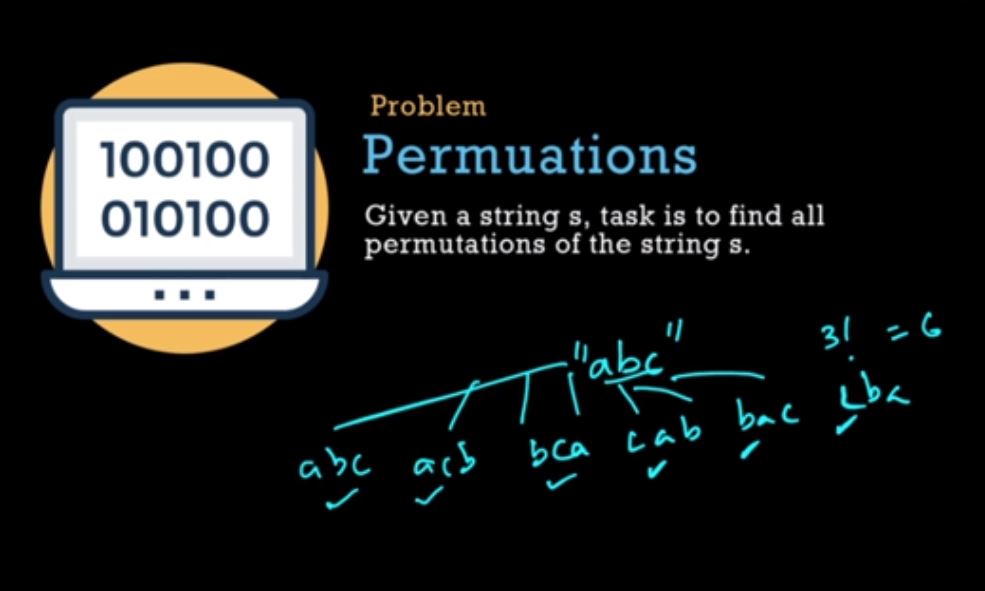 100100
010100
Problem
Permuations
Given a string s, task is to find all
permutations of the string s.
"abc"
3! = 6
abc acb bca cab bac